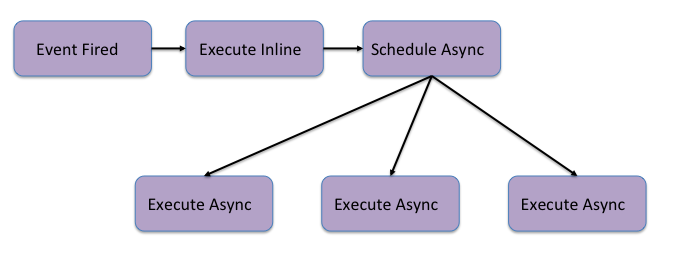 Event Fired
Execute Inline
Schedule Async
Execute Async
Execute Async
Execute Async